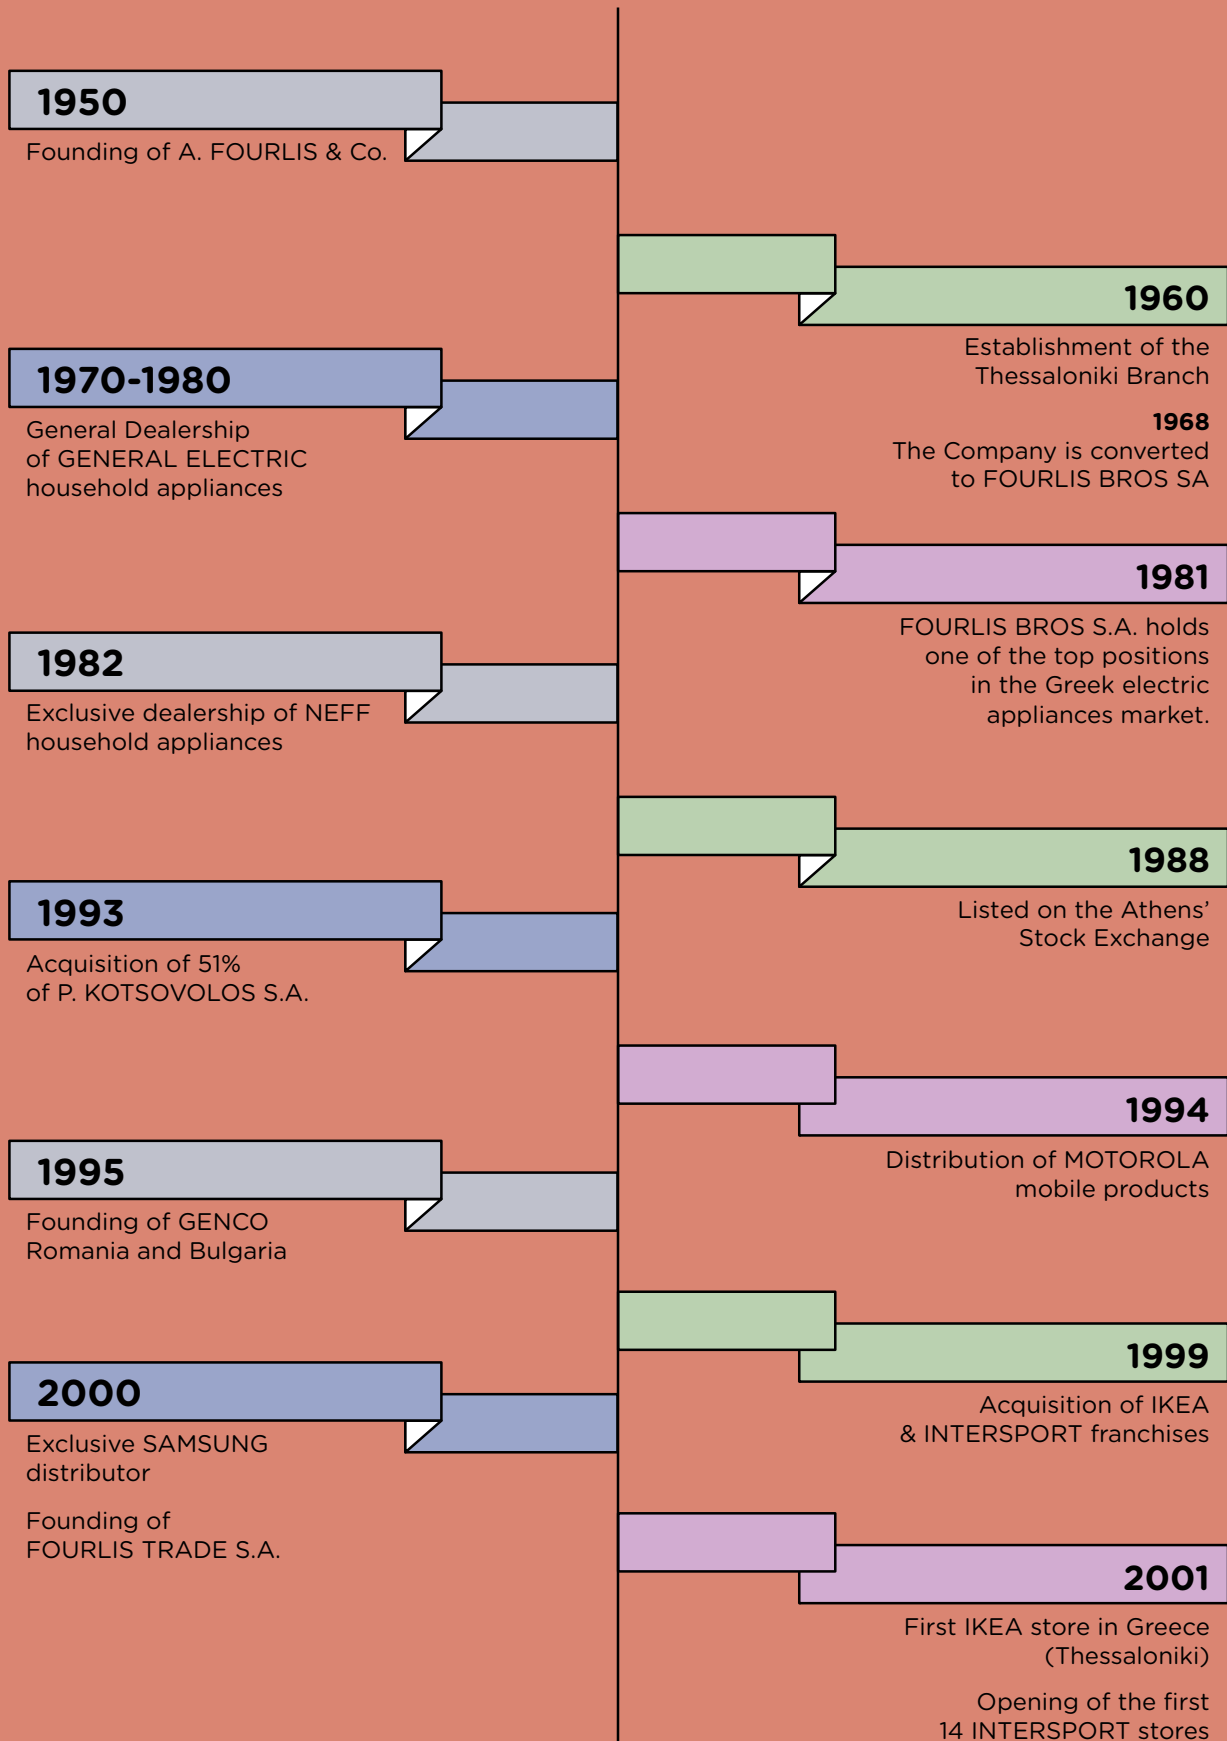 1950
Founding of A. FOURLIS & Co.
1960
Establishment of the
Thessaloniki Branch
1968
The Company is converted
to FOURLIS BROS SA
1970-1980
General Dealership
of GENERAL ELECTRIC
household appliances
1981
FOURLIS BROS S.A. holds
one of the top positions
in the Greek electric
appliances market.
1982
Exclusive dealership of NEFF
household appliances
1988
Listed on the Athens’
Stock Exchange
1993
Acquisition of 51%
of P. KOTSOVOLOS S.A.
1994
Distribution of MOTOROLA
mobile products
1995
Founding of GENCO
Romania and Bulgaria
1999
Acquisition of IKEA
& INTERSPORT franchises
2000
Exclusive SAMSUNG
distributor
Founding of
FOURLIS TRADE S.A.
2001
First IKEA store in Greece
(Thessaloniki)
Opening of the first
14 INTERSPORT stores